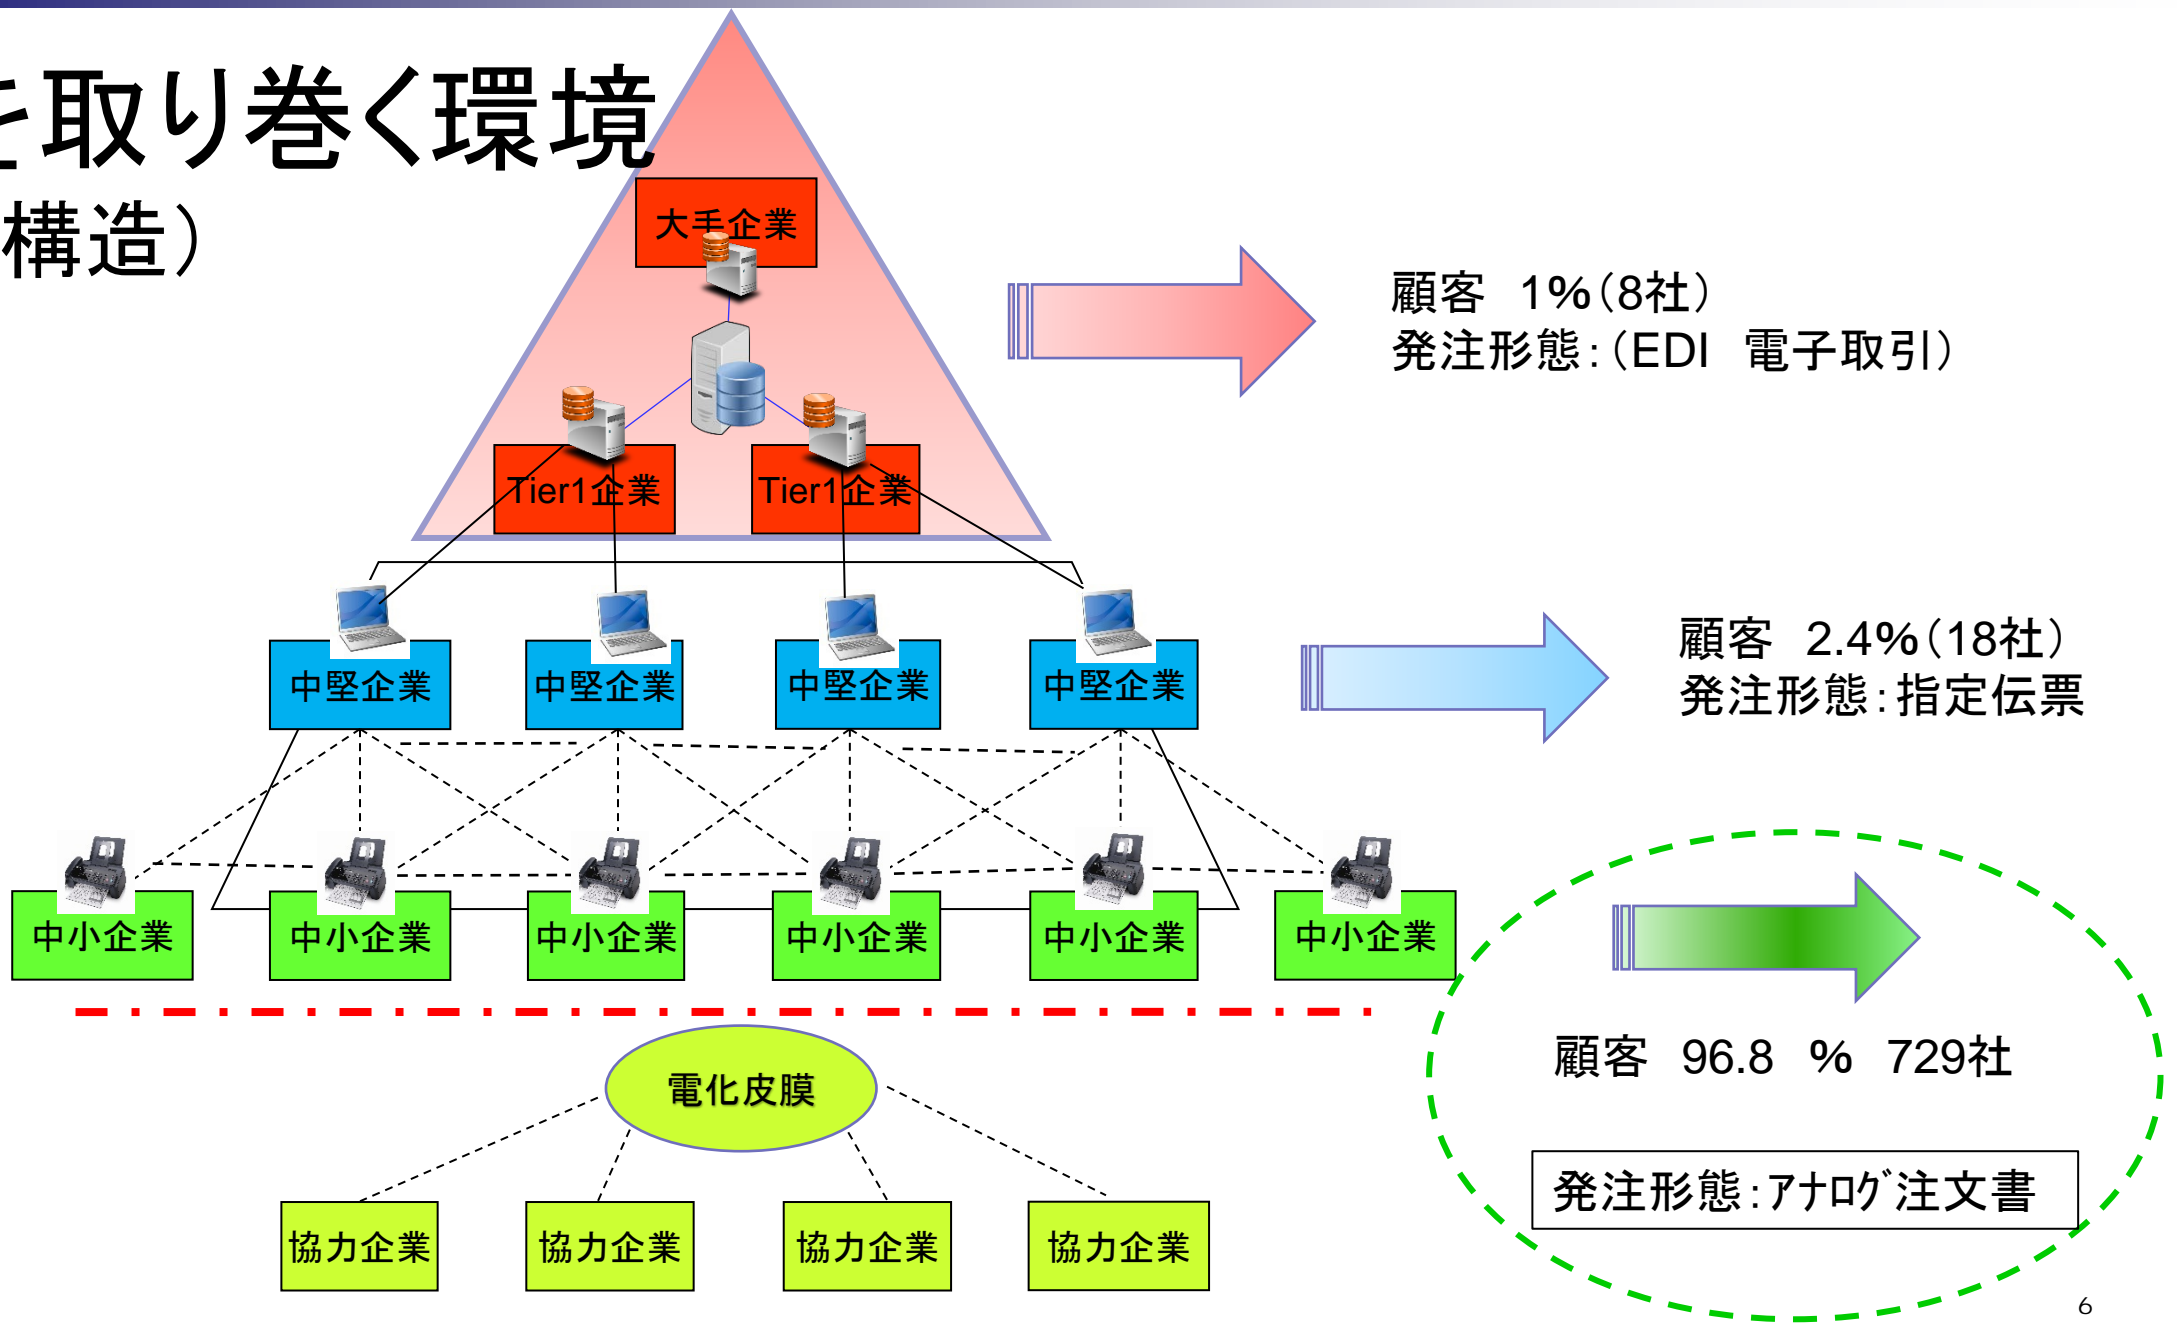 を取り巻く環境
構造）
大手企業
顧客　1%（8社）
発注形態：（EDI　電子取引）
Tier1企業
Tier1企業
顧客　2.4%（18社）
発注形態：指定伝票
中堅企業
中堅企業
中堅企業
中堅企業
中小企業
中小企業
中小企業
中小企業
中小企業
中小企業
顧客　96.8　%　729社
電化皮膜
発注形態：ｱﾅﾛｸﾞ注文書
協力企業
協力企業
協力企業
協力企業
6